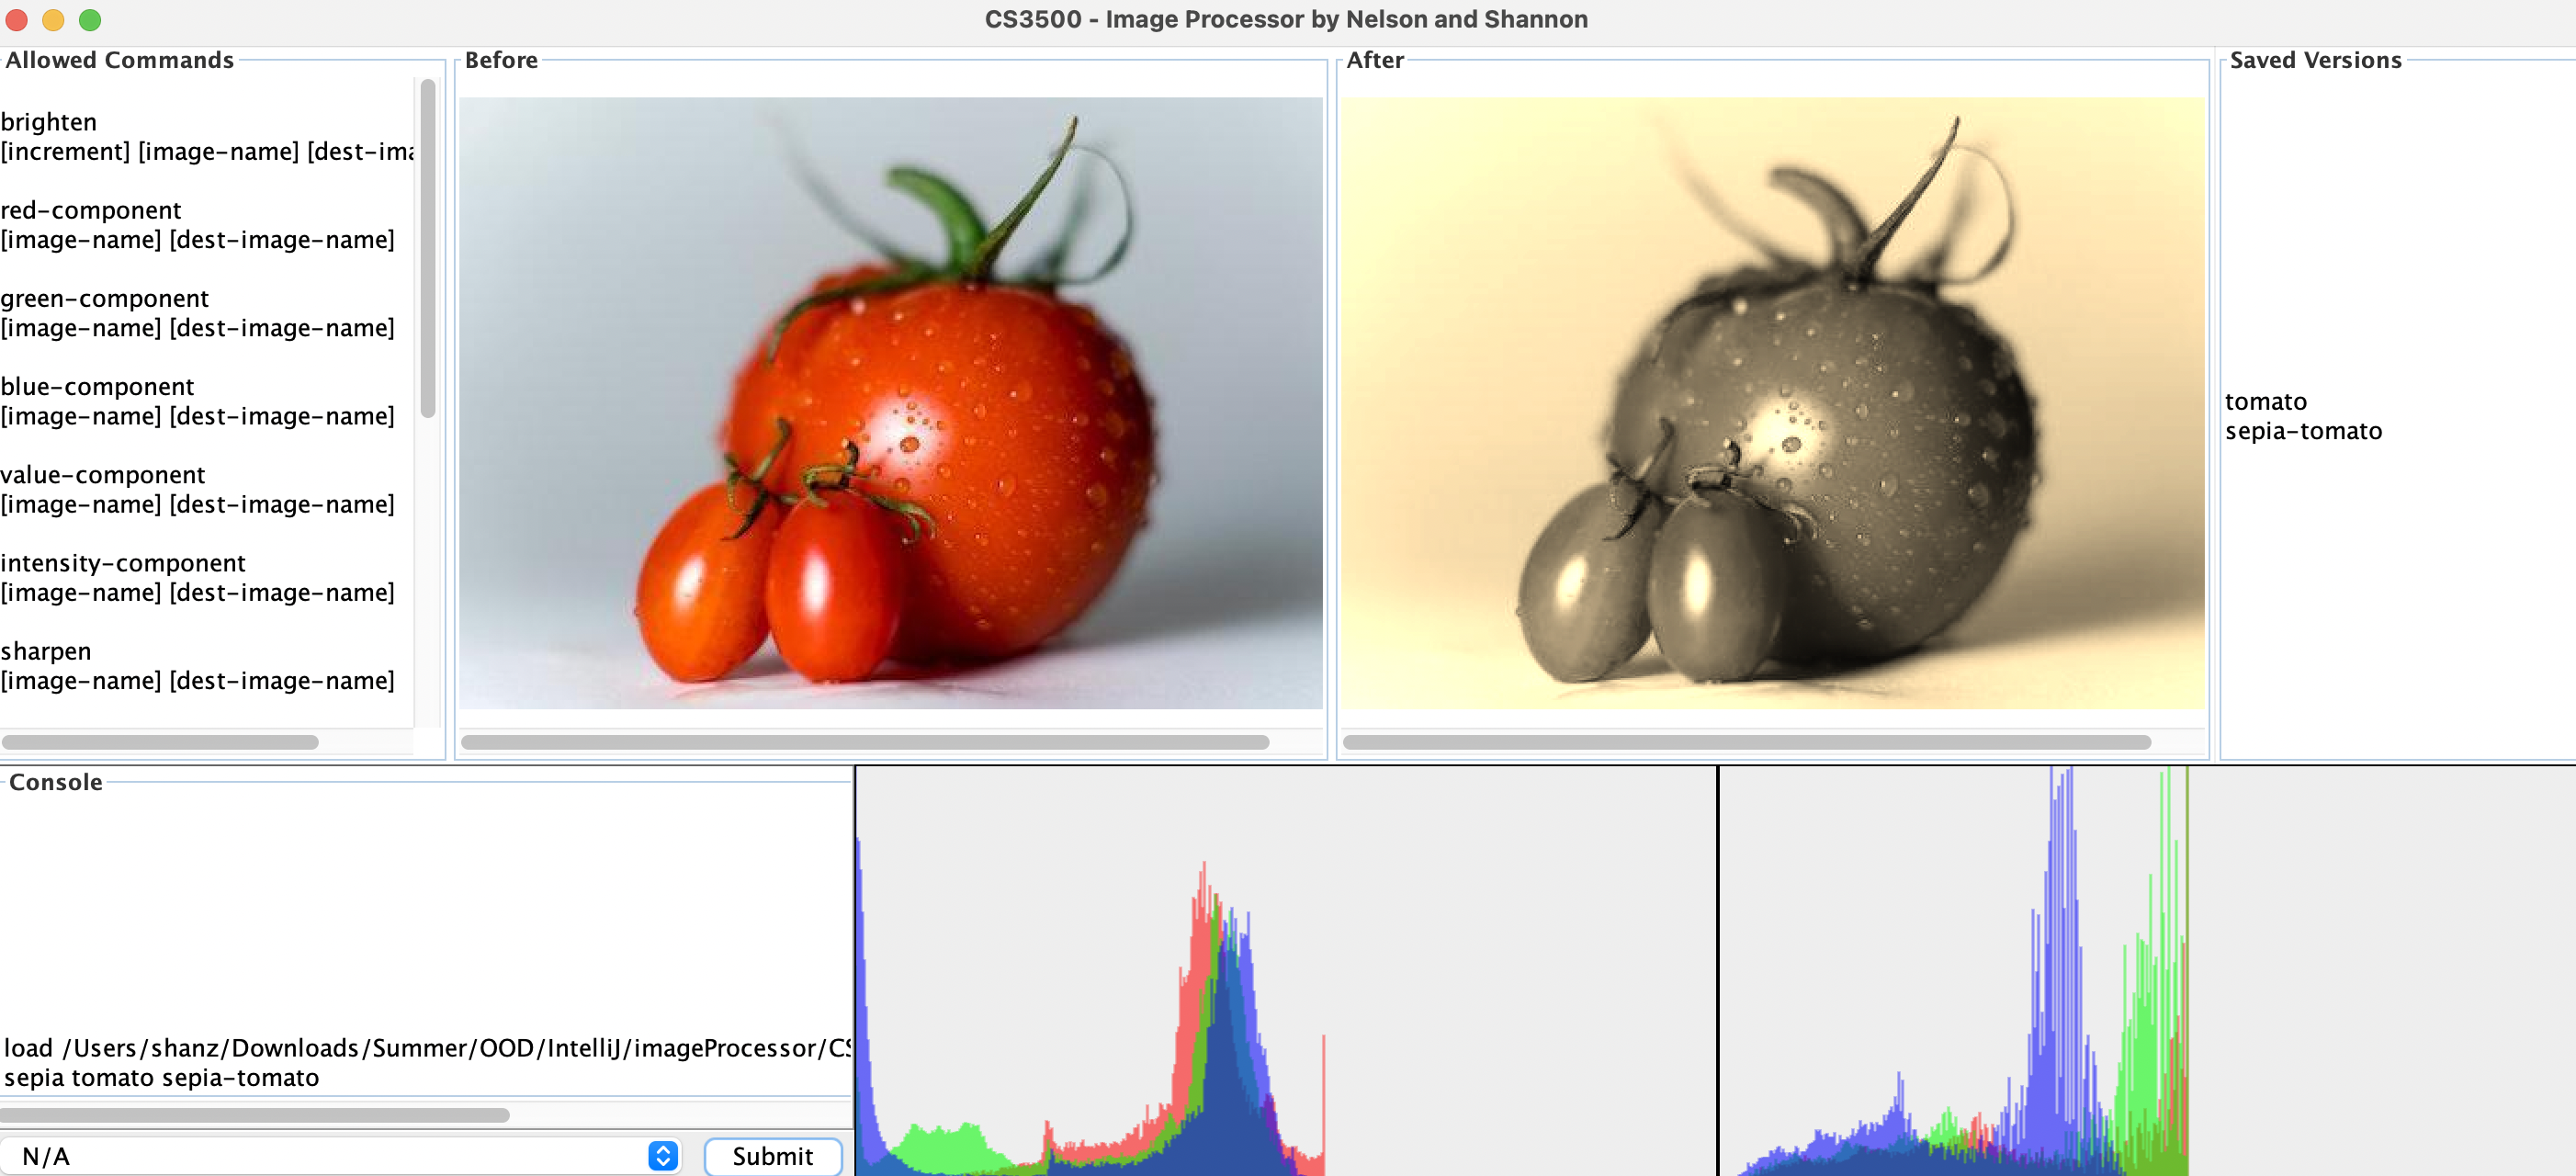 CS3500 - Image Processor by Nelson and Shannon
Allowed Commands
brighten
[increment] [image-name] [dest-ima
red-component
[image-name] [dest-image-name]
green-component
[image-name] [dest-image-name]
blue-component
[image-name] [dest-image-name]
value-component
[image-name] [dest-image-name]
intensity-component
[image-name] [dest-image-name]
sharpen
[image-name] [dest-image-name]
Before
After
Saved Versions
tomato
sepia-tomato
Console
load /Users/shanz/Downloads/Summer/OOD/IntelliJ/imageProcessor/CS
sepia tomato sepia-tomato
N/A
Submit